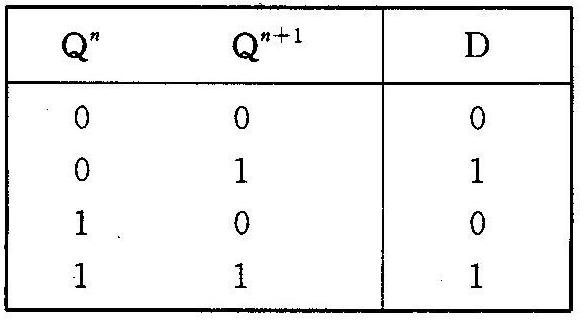 Qⁿ Qⁿ⁺¹ D
0 0 0
0 1 1
1 0 0
1 1 1